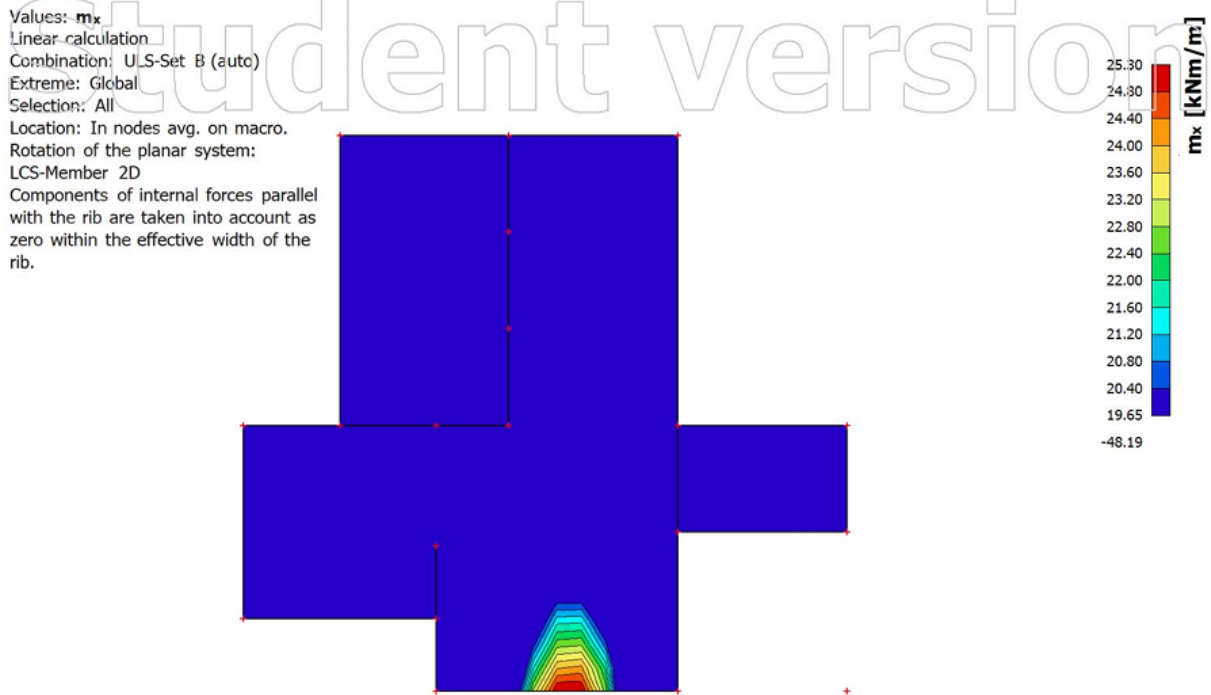 Student version
Values: mx
Linear calculation
Combination: ULS-Set B (auto)
Extreme: Global
Selection: All
Location: In nodes avg. on macro.
Rotation of the planar system:
LCS-Member 2D
Components of internal forces parallel
with the rib are taken into account as
zero within the effective width of the
rib.
mx [kNm/m]
25.30
24.80
24.40
24.00
23.60
23.20
22.80
22.40
22.00
21.60
21.20
20.80
20.40
19.65
-48.19